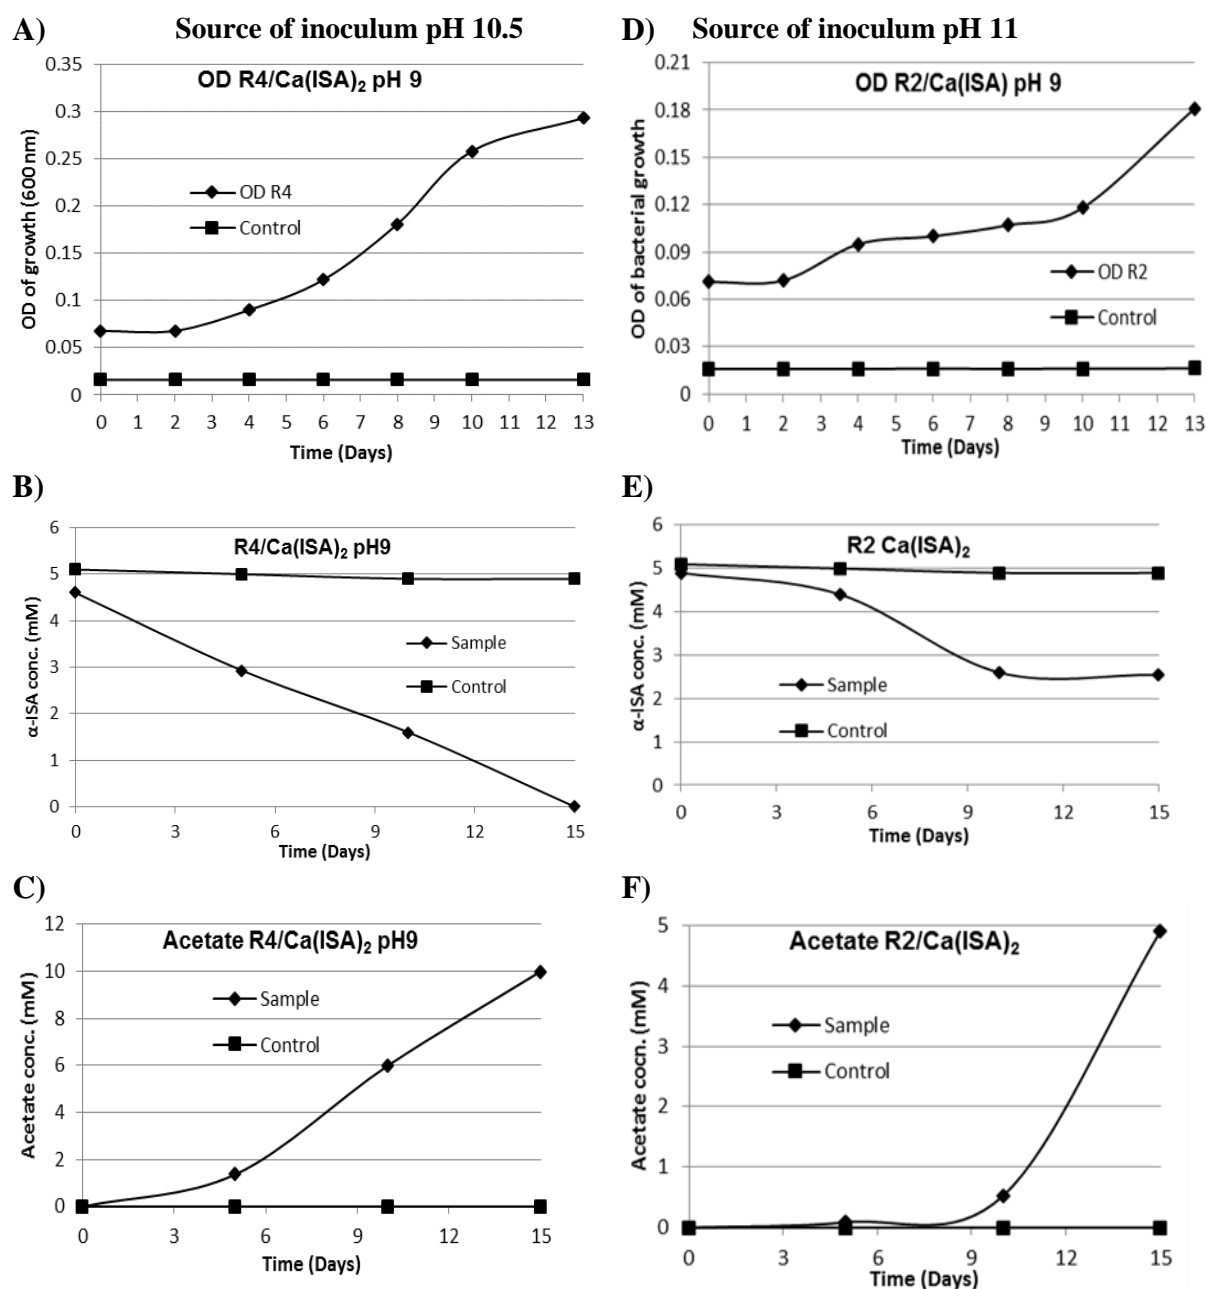 A) Source of inoculum pH 10.5
OD R4/Ca(ISA)₂ pH 9
OD of growth (600 nm)
0.35
0.3
0.25
0.2
0.15
0.1
0.05
0
OD R4
Control
0 1 2 3 4 5 6 7 8 9 10 11 12 13
Time (Days)
D) Source of inoculum pH 11
OD R2/Ca(ISA) pH 9
OD of bacterial growth
0.21
0.18
0.15
0.12
0.09
0.06
0.03
0
OD R2
Control
0 1 2 3 4 5 6 7 8 9 10 11 12 13
Time (Days)
B)
R4/Ca(ISA)₂ pH9
α-ISA conc. (mM)
6
5
4
3
2
1
0
Sample
Control
0 3 6 9 12 15
Time (Days)
E)
R2 Ca(ISA)₂
α-ISA conc. (mM)
6
5
4
3
2
1
0
Sample
Control
0 3 6 9 12 15
Time (Days)
C)
Acetate R4/Ca(ISA)₂ pH9
Acetate conc. (mM)
12
10
8
6
4
2
0
Sample
Control
0 3 6 9 12 15
Time (Days)
F)
Acetate R2/Ca(ISA)₂
Acetate cocn. (mM)
5
4
3
2
1
0
Sample
Control
0 3 6 9 12 15
Time (Days)